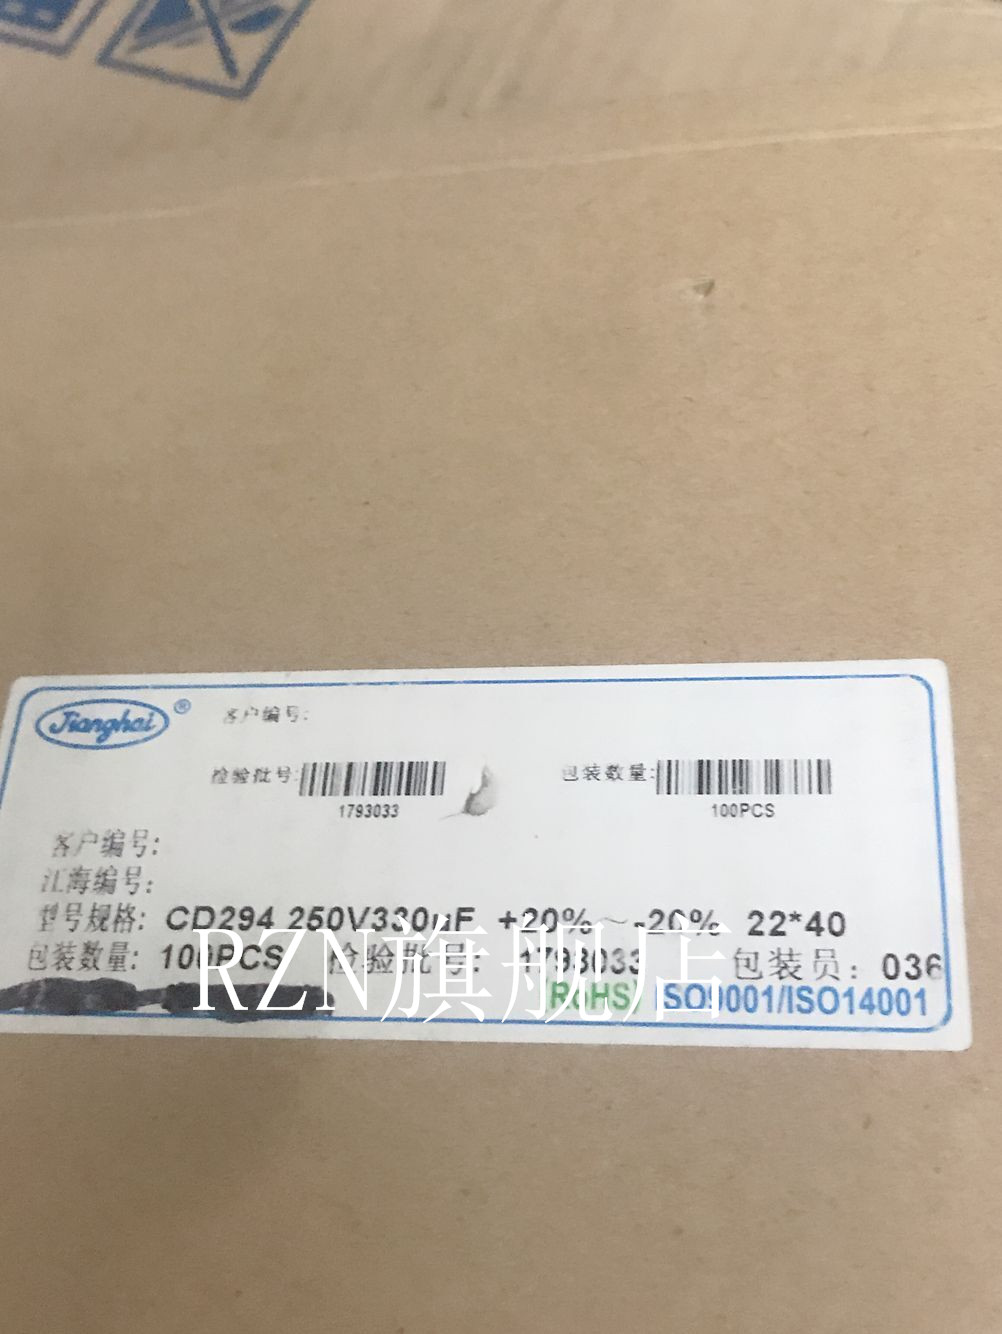 Jianghai®
客户编号:
检验批号:
1793033
包装数量:
100PCS
客户编号:
江海编号:
型号规格: CD294 250V330μF +20%~-20% 22*40
包装数量: 100PCS 检验批号: 1793033 包装员: 036
RoHS/ ISO9001/ISO14001
RZN旗舰店